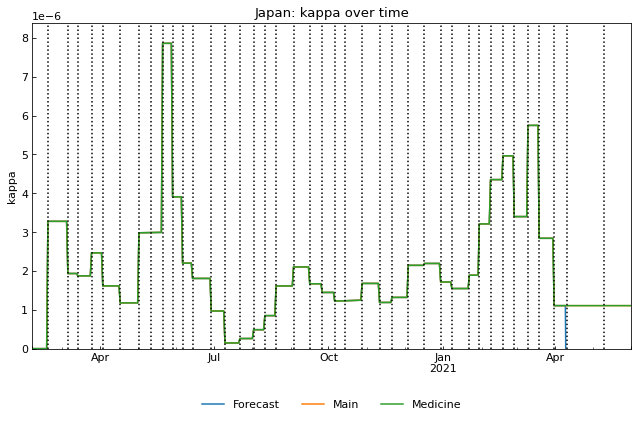 Japan: kappa over time
1e−6
8
7
6
5
4
3
2
1
0
kappa
Apr
Jul
Oct
Jan
2021
Apr
Forecast
Main
Medicine